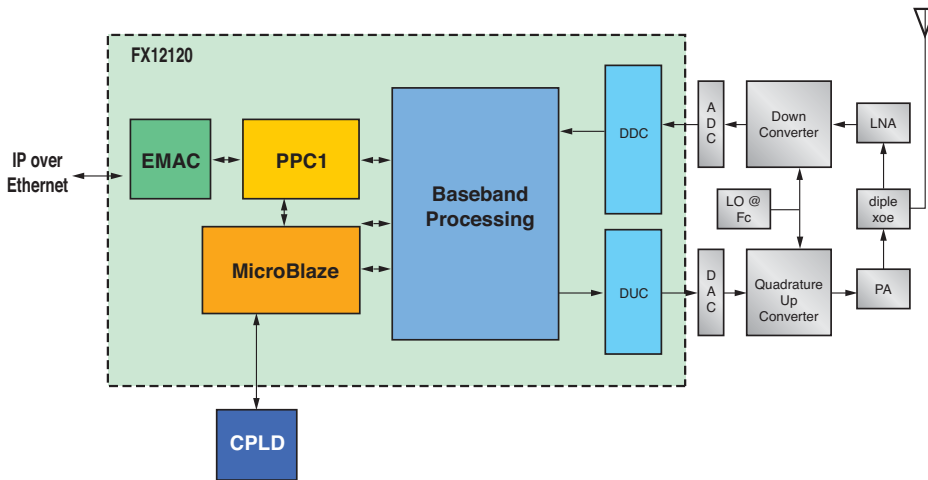 FX12120
IP over
Ethernet
EMAC
PPC1
MicroBlaze
CPLD
Baseband
Processing
DDC
DUC
A
D
C
D
A
C
Down
Converter
LO @
Fc
Quadrature
Up
Converter
LNA
diple
xoe
PA